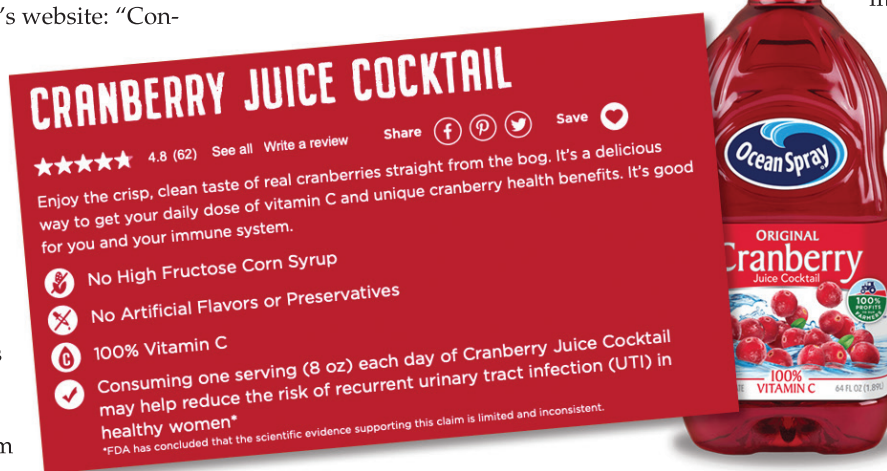 ’s website: “Con-
CRANBERRY JUICE COCKTAIL
4.8 (62) See all Write a review Share Save
Enjoy the crisp, clean taste of real cranberries straight from the bog. It's a delicious
way to get your daily dose of vitamin C and unique cranberry health benefits. It's good
for you and your immune system.
No High Fructose Corn Syrup
No Artificial Flavors or Preservatives
C
100% Vitamin C
Consuming one serving (8 oz) each day of Cranberry Juice Cocktail
may help reduce the risk of recurrent urinary tract infection (UTI) in
healthy women*
*FDA has concluded that the scientific evidence supporting this claim is limited and inconsistent.
Ocean Spray
ORIGINAL
Cranberry
Juice Cocktail
100%
PROFITS
FARMERS
100%
VITAMIN C
64 FL OZ (1.89L)